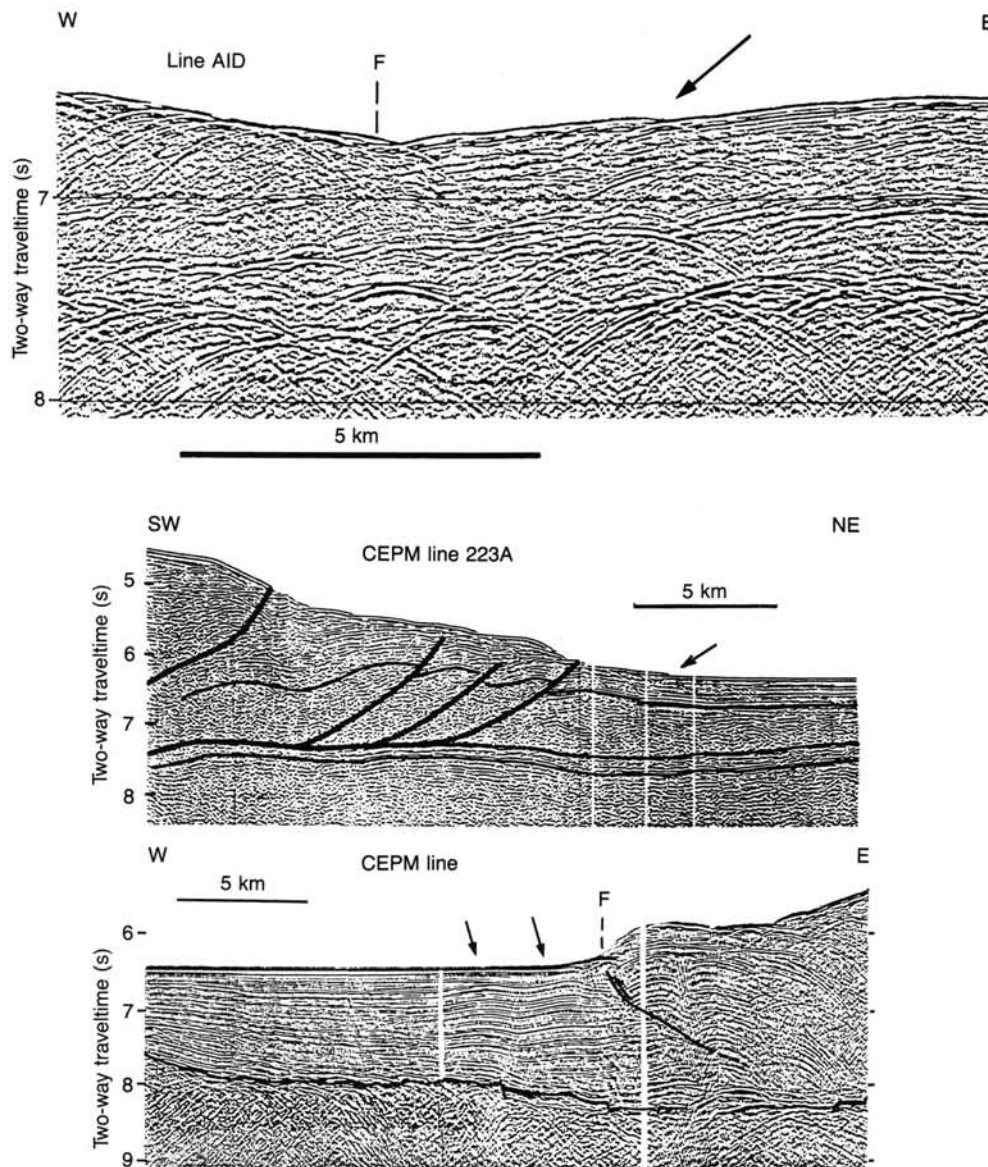 W E
Line AID F
Two-way traveltime (s)
7
8
5 km
SW NE
CEPM line 223A
5 km
Two-way traveltime (s)
5
6
7
8
W E
CEPM line
5 km
F
Two-way traveltime (s)
6
7
8
9